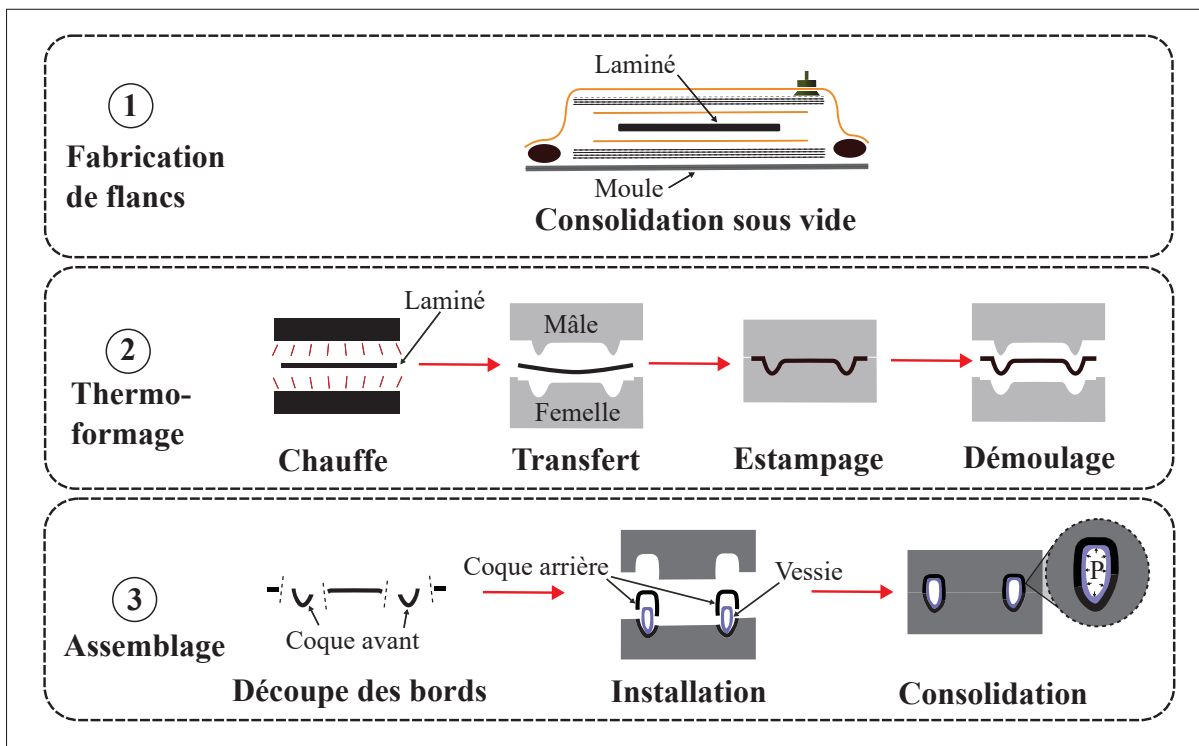 1
Fabrication
de flancs
Laminé
Moule
Consolidation sous vide
2
Thermo-
formage
Laminé
Chauffe
Mâle
Femelle
Transfert
Estampage
Démoulage
3
Assemblage
Coque avant
Découpe des bords
Coque arrière
Vessie
Installation
P
Consolidation